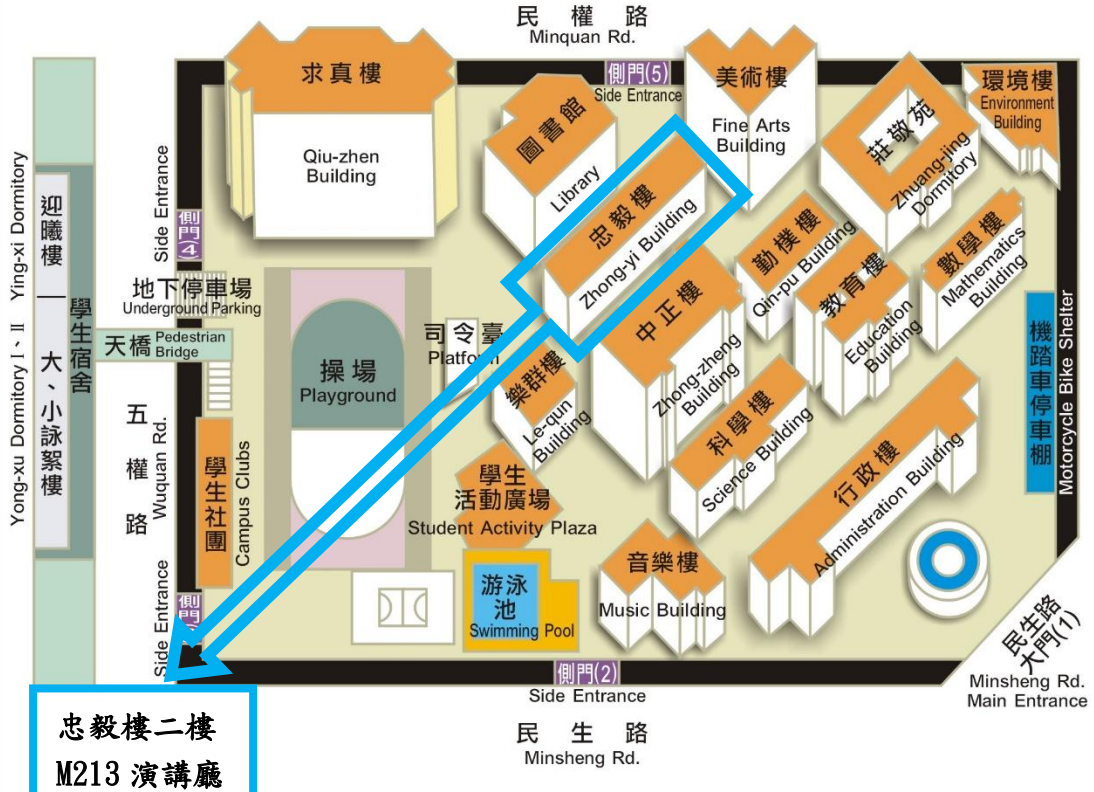 民權路
Minquan Rd.
求真樓
Qiu-zhen
Building
圖書館
Library
側門(5)
Side Entrance
美術樓
Fine Arts
Building
莊敬苑
Zhuang-jing
Dormitory
環境樓
Environment
Building
忠毅樓
Zhong-yi Building
勤樸樓
Qin-pu Building
教育樓
Education
Building
數學樓
Mathematics
Building
機踏車停車棚
Motorcycle Bike Shelter
Yong-xu Dormitory I、II Ying-xi Dormitory
迎曦樓
大、小詠絮樓
學生宿舍
Side Entrance
側門(4)
地下停車場
Underground Parking
天橋
Pedestrian
Bridge
五權路
Wuquan Rd.
學生社團
Campus Clubs
操場
Playground
司令臺
Platform
樂群樓
Le-qun
Building
中正樓
Zhong-zheng
Building
科學樓
Science Building
行政樓
Administration Building
學生
活動廣場
Student Activity Plaza
游泳
池
Swimming Pool
音樂樓
Music Building
Side Entrance
側門
側門(2)
Side Entrance
民生路
Minsheng Rd.
民生路
大門(1)
Minsheng Rd.
Main Entrance
忠毅樓二樓
M213 演講廳